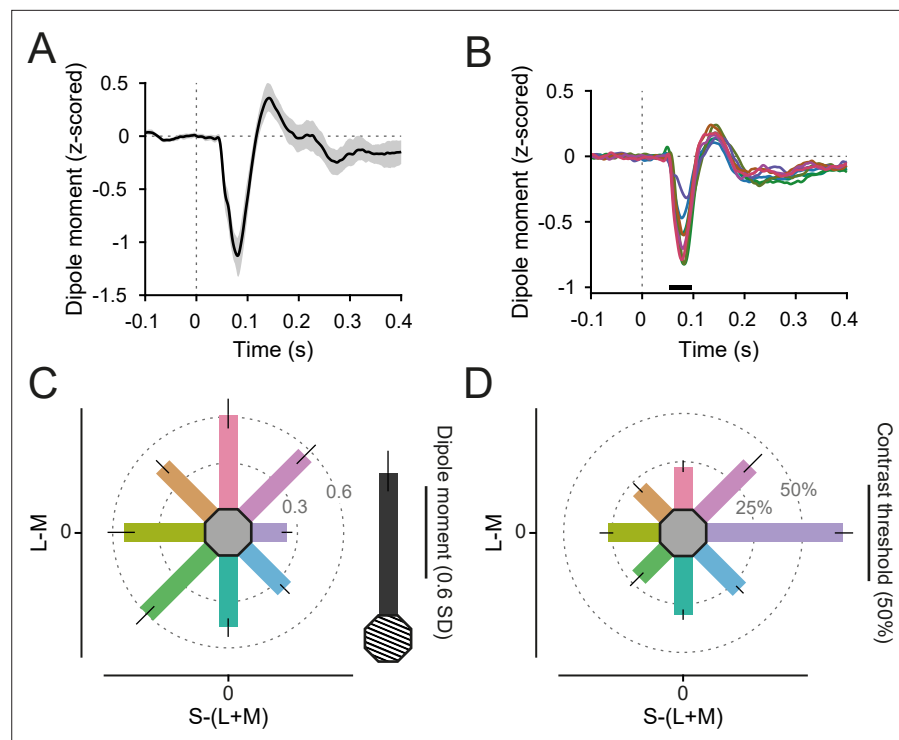 A
Dipole moment (z-scored)
0.5
0
-0.5
-1
-1.5
-0.1
0
0.1
0.2
0.3
0.4
Time (s)
B
Dipole moment (z-scored)
0.5
0
-0.5
-1
-0.1
0
0.1
0.2
0.3
0.4
Time (s)
C
L-M
0
0.3
0.6
Dipole moment (0.6 SD)
0
S-(L+M)
D
L-M
0
25%
50%
Contrast threshold (50%)
0
S-(L+M)